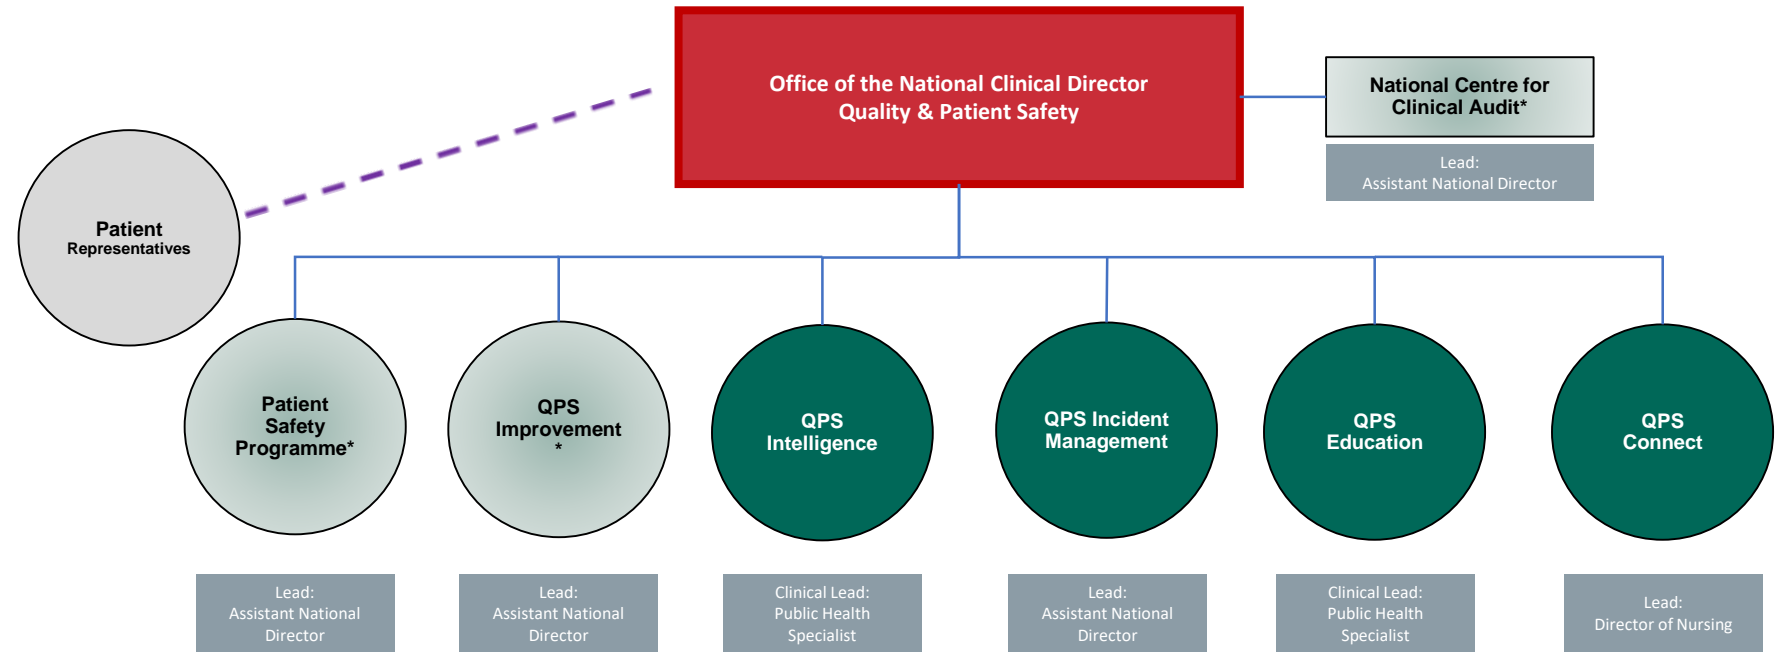 Office of the National Clinical Director
Quality & Patient Safety
National Centre for
Clinical Audit*
Lead:
Assistant National Director
Patient
Representatives
Patient
Safety
Programme*
QPS
Improvement
*
QPS
Intelligence
QPS Incident
Management
QPS
Education
QPS
Connect
Lead:
Assistant National
Director
Lead:
Assistant National
Director
Clinical Lead:
Public Health
Specialist
Lead:
Assistant National
Director
Clinical Lead:
Public Health
Specialist
Lead:
Director of Nursing